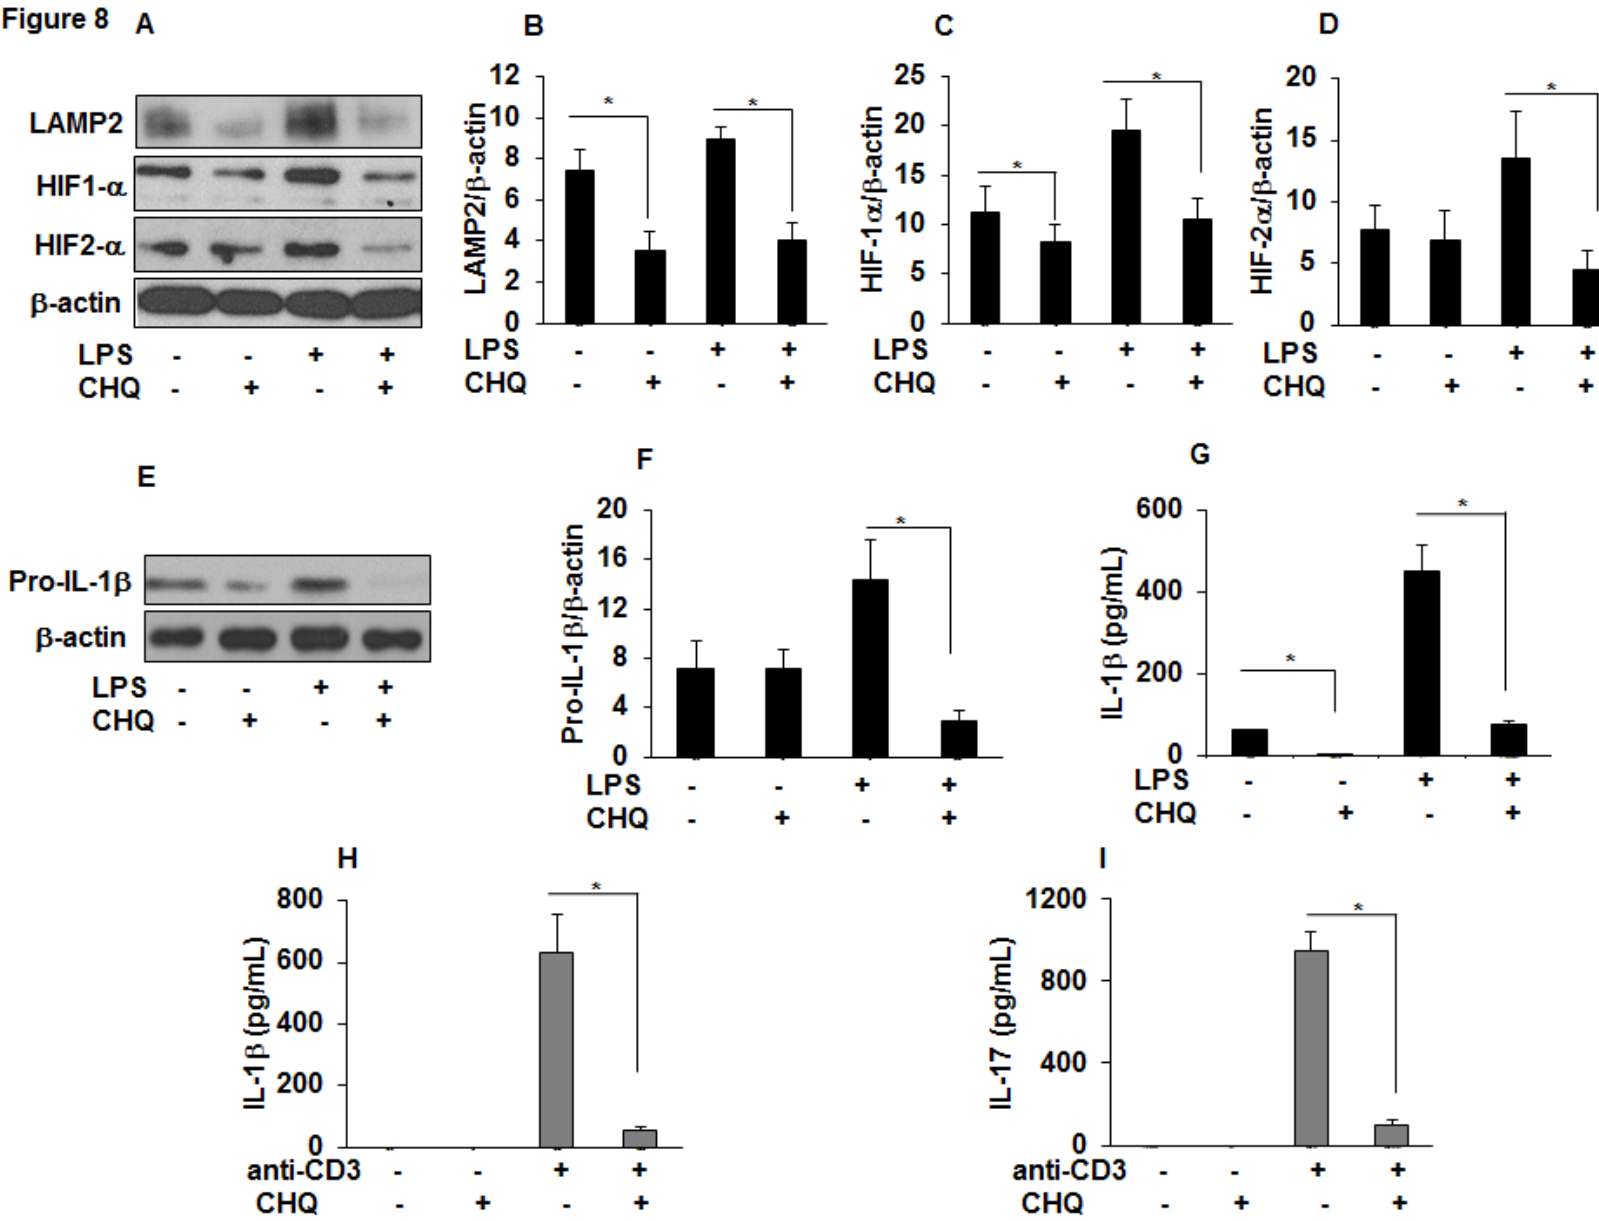 Figure 8 A
LAMP2
HIF1-α
HIF2-α
β-actin
LPS - - + +
CHQ - + - +
B
LAMP2/β-actin
12
10
8
6
4
2
0
*
*
LPS - - + +
CHQ - + - +
C
HIF-1α/β-actin
25
20
15
10
5
0
*
*
LPS - - + +
CHQ - + - +
D
HIF-2α/β-actin
20
15
10
5
0
*
LPS - - + +
CHQ - + - +
E
Pro-IL-1β
β-actin
LPS - - + +
CHQ - + - +
F
Pro-IL-1β/β-actin
20
16
12
8
4
0
*
LPS - - + +
CHQ - + - +
G
IL-1β (pg/mL)
600
400
200
0
*
*
LPS - - + +
CHQ - + - +
H
IL-1β (pg/mL)
800
600
400
200
0
*
anti-CD3 - - + +
CHQ - + - +
I
IL-17 (pg/mL)
1200
800
400
0
*
anti-CD3 - - + +
CHQ - + - +